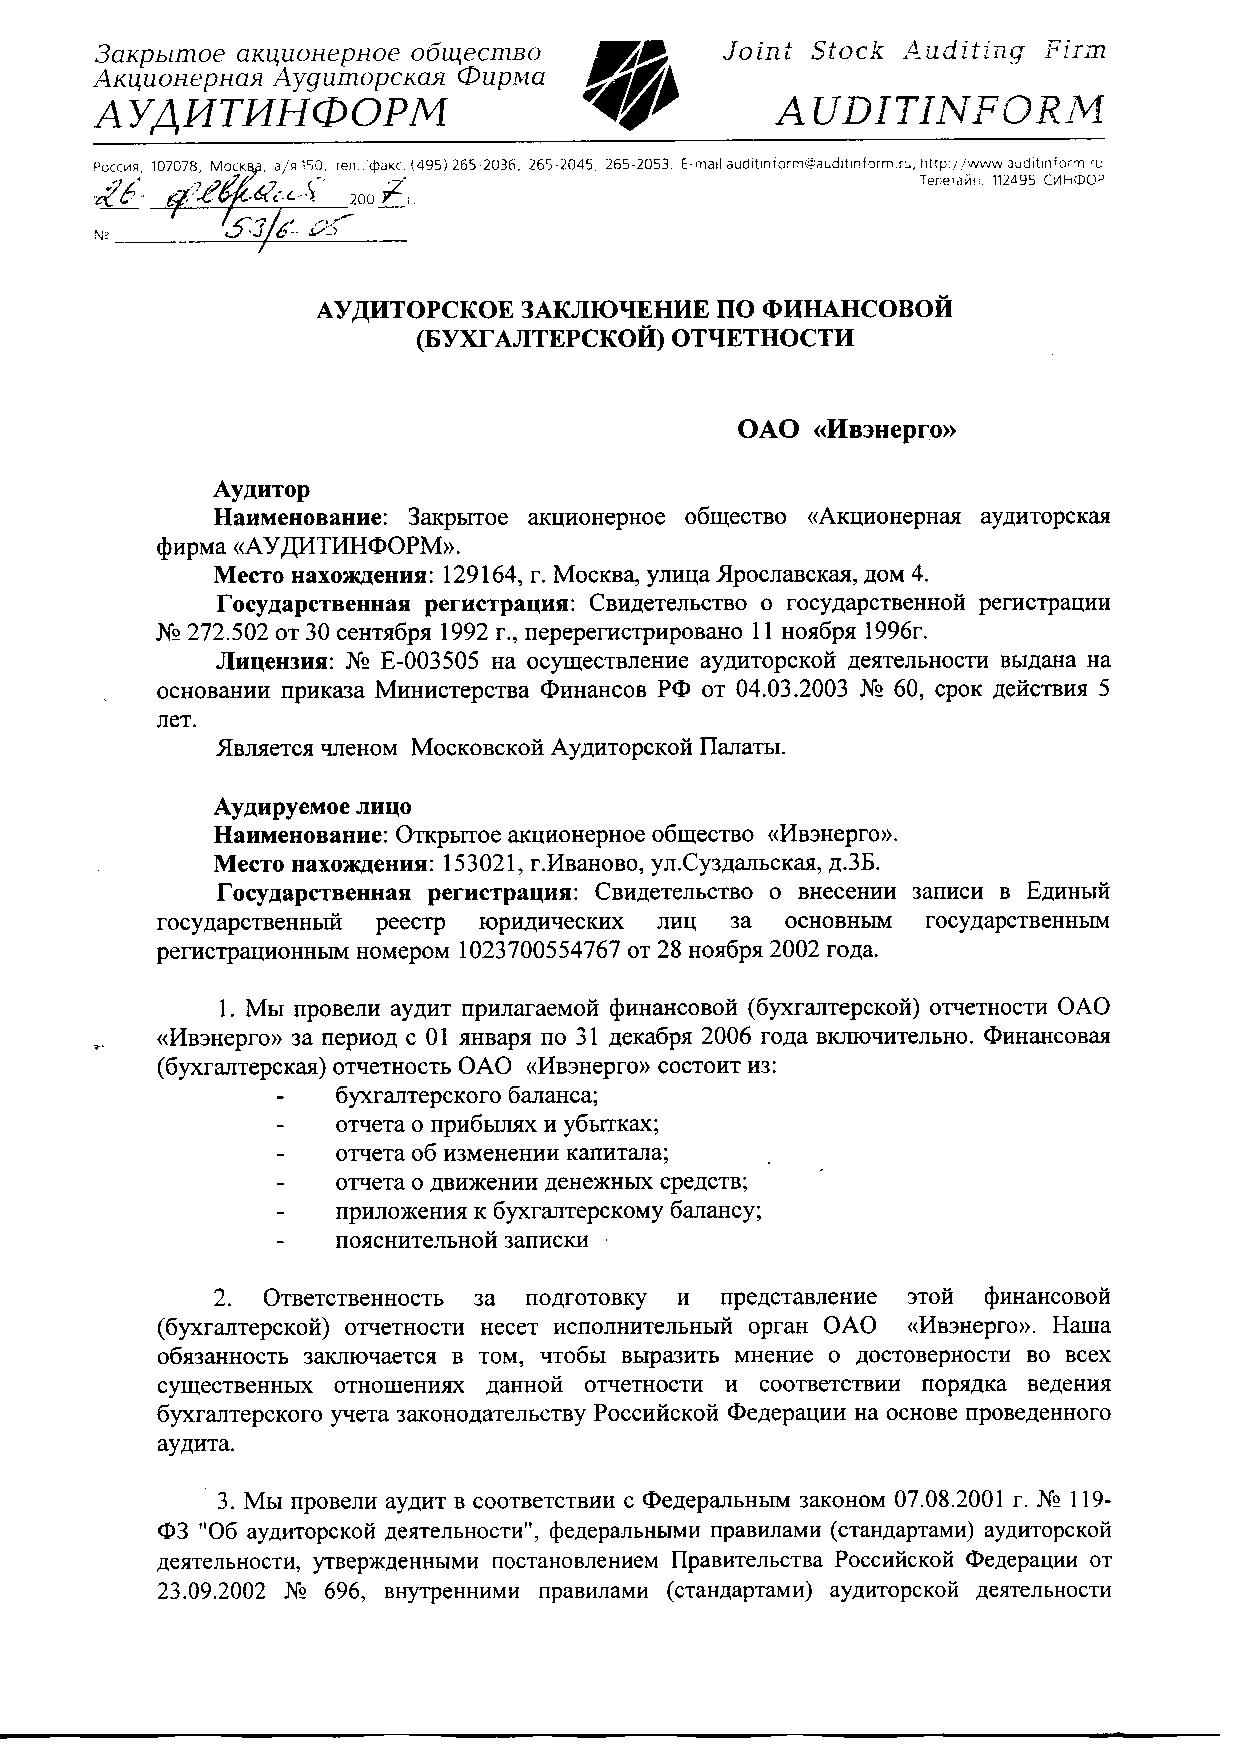 Закрытое акционерное общество
Акционерная Аудиторская Фирма
АУДИТИНФОРМ
Joint Stock Auditing Firm
AUDITINFORM
Россия, 107078, Москва, а/я 150, тел., факс: (495) 265-2036, 265-2045, 265-2053. E-mail auditinform@auditinform.ru, http://www.auditinform.ru
Телетайп: 112495 СИНФОР
"26" февраля 2007 г.
№ 53/6-05
АУДИТОРСКОЕ ЗАКЛЮЧЕНИЕ ПО ФИНАНСОВОЙ
(БУХГАЛТЕРСКОЙ) ОТЧЕТНОСТИ
ОАО «Ивэнерго»
Аудитор
Наименование: Закрытое акционерное общество «Акционерная аудиторская
фирма «АУДИТИНФОРМ».
Место нахождения: 129164, г. Москва, улица Ярославская, дом 4.
Государственная регистрация: Свидетельство о государственной регистрации
№ 272.502 от 30 сентября 1992 г., перерегистрировано 11 ноября 1996г.
Лицензия: № Е-003505 на осуществление аудиторской деятельности выдана на
основании приказа Министерства Финансов РФ от 04.03.2003 № 60, срок действия 5
лет.
Является членом Московской Аудиторской Палаты.
Аудируемое лицо
Наименование: Открытое акционерное общество «Ивэнерго».
Место нахождения: 153021, г.Иваново, ул.Суздальская, д.3Б.
Государственная регистрация: Свидетельство о внесении записи в Единый
государственный реестр юридических лиц за основным государственным
регистрационным номером 1023700554767 от 28 ноября 2002 года.
1. Мы провели аудит прилагаемой финансовой (бухгалтерской) отчетности ОАО
«Ивэнерго» за период с 01 января по 31 декабря 2006 года включительно. Финансовая
(бухгалтерская) отчетность ОАО «Ивэнерго» состоит из:
- бухгалтерского баланса;
- отчета о прибылях и убытках;
- отчета об изменении капитала;
- отчета о движении денежных средств;
- приложения к бухгалтерскому балансу;
- пояснительной записки
2. Ответственность за подготовку и представление этой финансовой
(бухгалтерской) отчетности несет исполнительный орган ОАО «Ивэнерго». Наша
обязанность заключается в том, чтобы выразить мнение о достоверности во всех
существенных отношениях данной отчетности и соответствии порядка ведения
бухгалтерского учета законодательству Российской Федерации на основе проведенного
аудита.
3. Мы провели аудит в соответствии с Федеральным законом 07.08.2001 г. № 119-
ФЗ "Об аудиторской деятельности", федеральными правилами (стандартами) аудиторской
деятельности, утвержденными постановлением Правительства Российской Федерации от
23.09.2002 № 696, внутренними правилами (стандартами) аудиторской деятельности